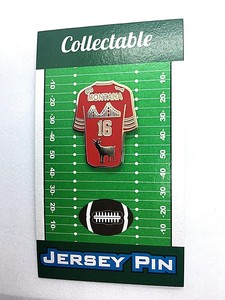 Collectable
MONTANA
16
JERSEY PIN